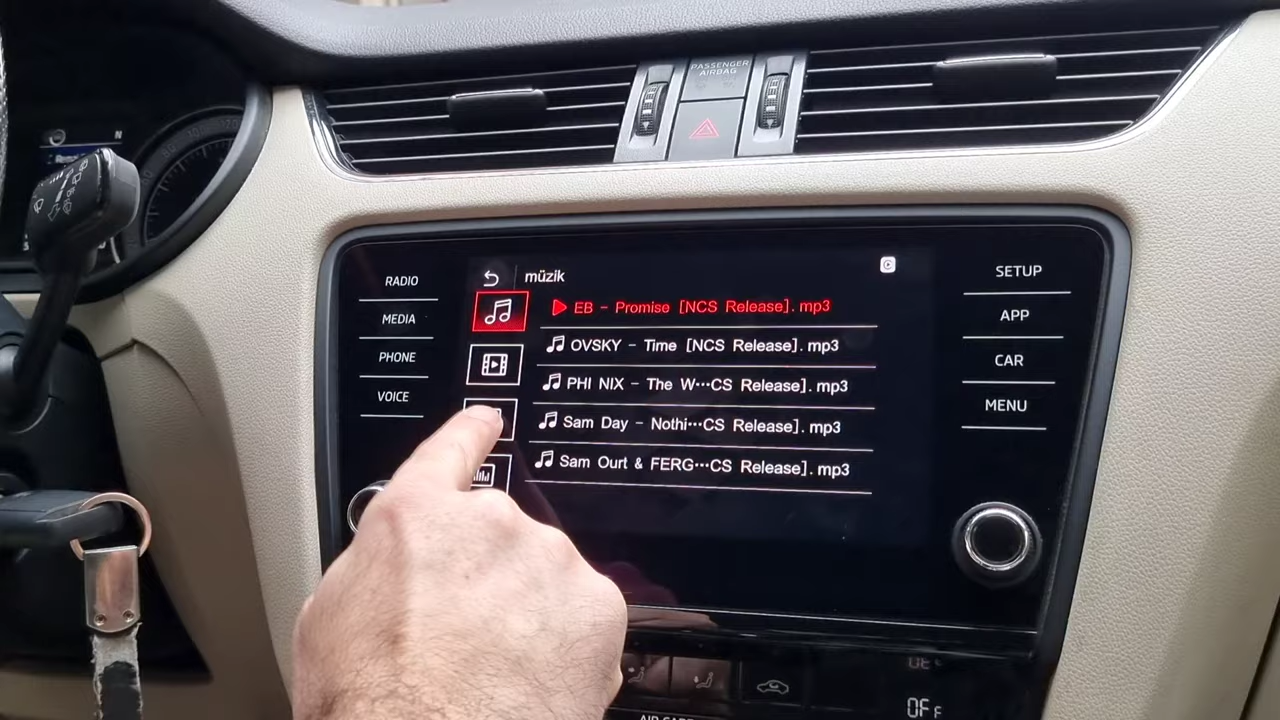 PASSENGER
AIRBAG
RADIO
MEDIA
PHONE
VOICE
müzik
EB - Promise [NCS Release]. mp3
OVSKY - Time [NCS Release]. mp3
PHI NIX - The W···CS Release]. mp3
Sam Day - Nothi···CS Release]. mp3
Sam Ourt & FERG···CS Release]. mp3
SETUP
APP
CAR
MENU
OFF